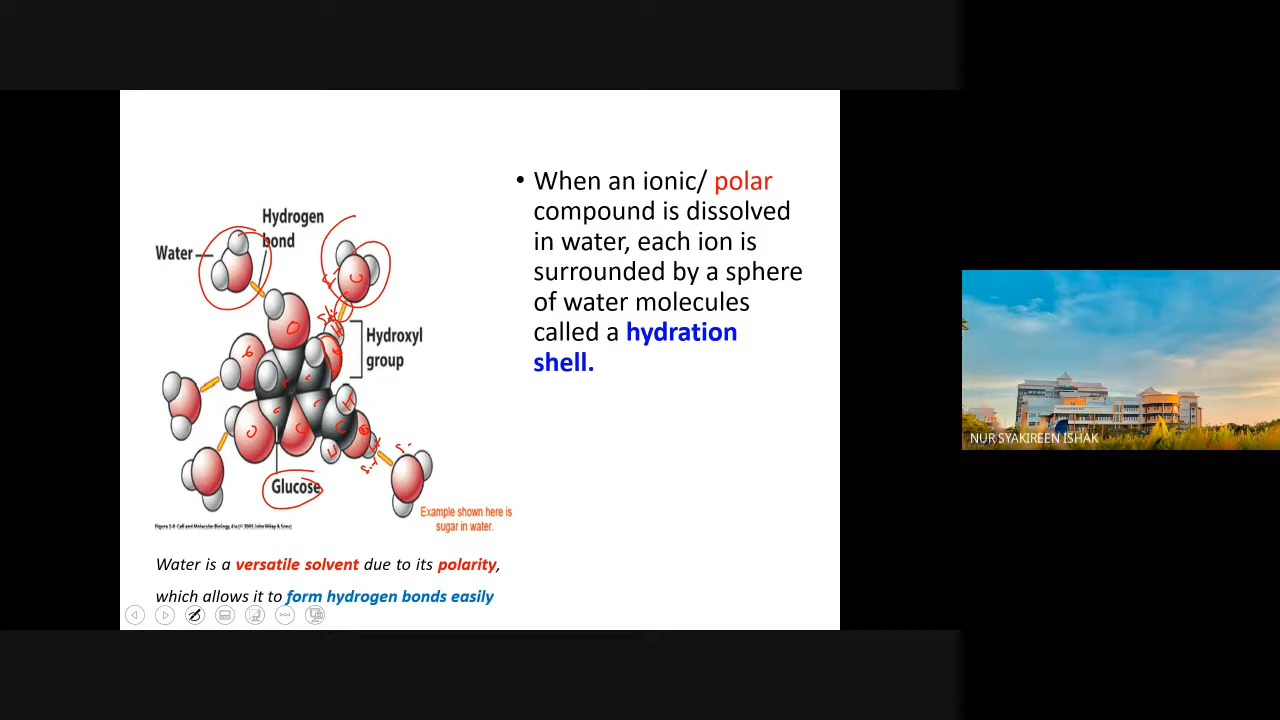 • When an ionic/ polar
compound is dissolved
in water, each ion is
surrounded by a sphere
of water molecules
called a hydration
shell.
Hydrogen
bond
Water
Hydroxyl
group
Glucose
Example shown here is
sugar in water.
Figure 2-8 Cell and Molecular Biology, 4/e (© 2005 John Wiley & Sons)
Water is a versatile solvent due to its polarity,
which allows it to form hydrogen bonds easily
NUR SYAKIREEN ISHAK